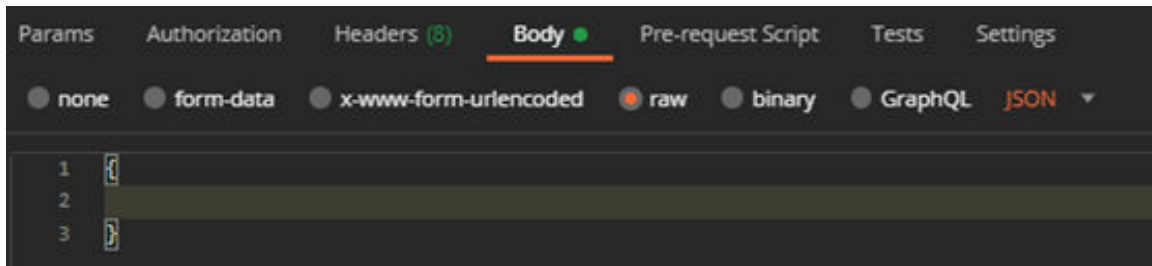 Params Authorization Headers (8) Body Pre-request Script Tests Settings
none form-data x-www-form-urlencoded raw binary GraphQL JSON
1 {
2
3 }